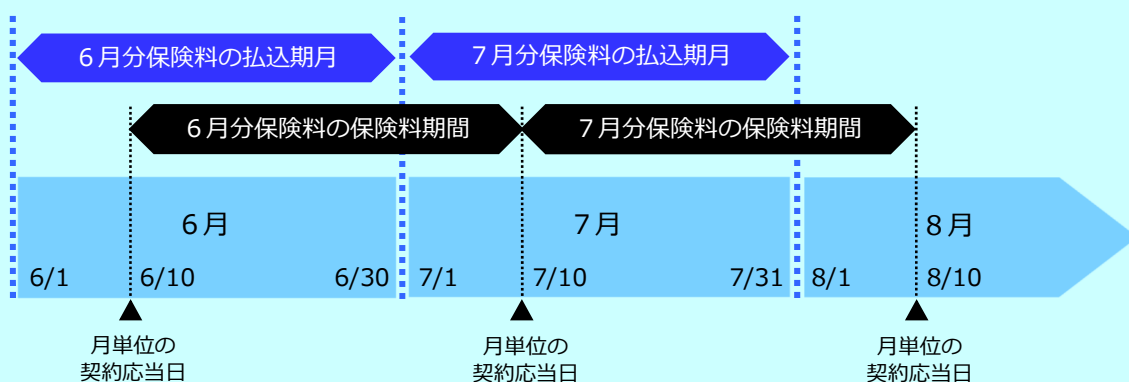 ６月分保険料の払込期月
７月分保険料の払込期月
６月分保険料の保険料期間
７月分保険料の保険料期間
６月
７月
８月
6/1
6/10
6/30
7/1
7/10
7/31
8/1
8/10
月単位の
契約応当日
月単位の
契約応当日
月単位の
契約応当日